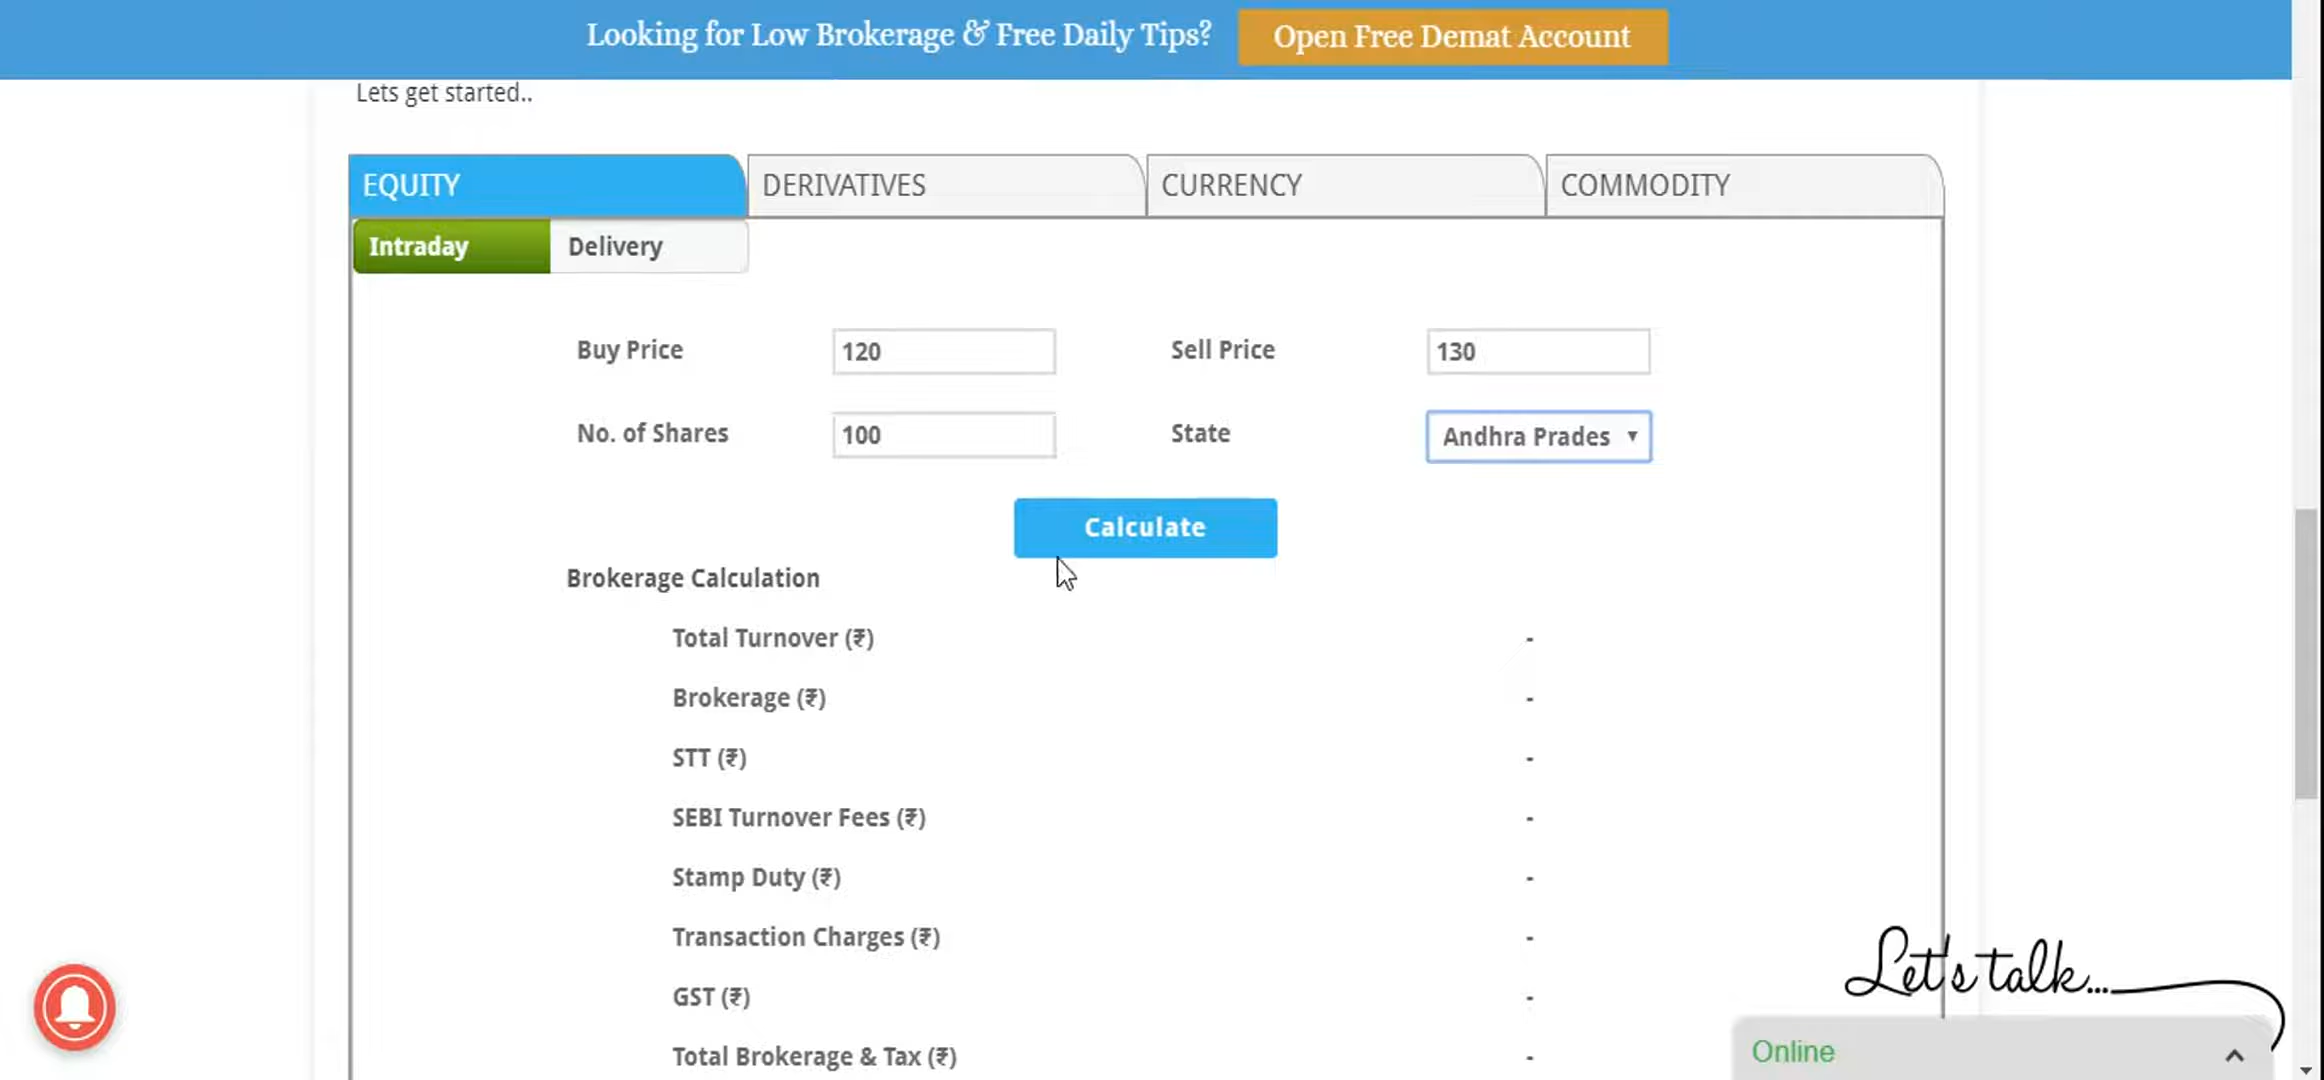 Looking for Low Brokerage & Free Daily Tips? Open Free Demat Account
Lets get started..
EQUITY DERIVATIVES CURRENCY COMMODITY
Intraday Delivery
Buy Price 120 Sell Price 130
No. of Shares 100 State Andhra Prades
Calculate
Brokerage Calculation
Total Turnover (₹) -
Brokerage (₹) -
STT (₹) -
SEBI Turnover Fees (₹) -
Stamp Duty (₹) -
Transaction Charges (₹) -
Let's talk...
GST (₹) -
Total Brokerage & Tax (₹) -
Online